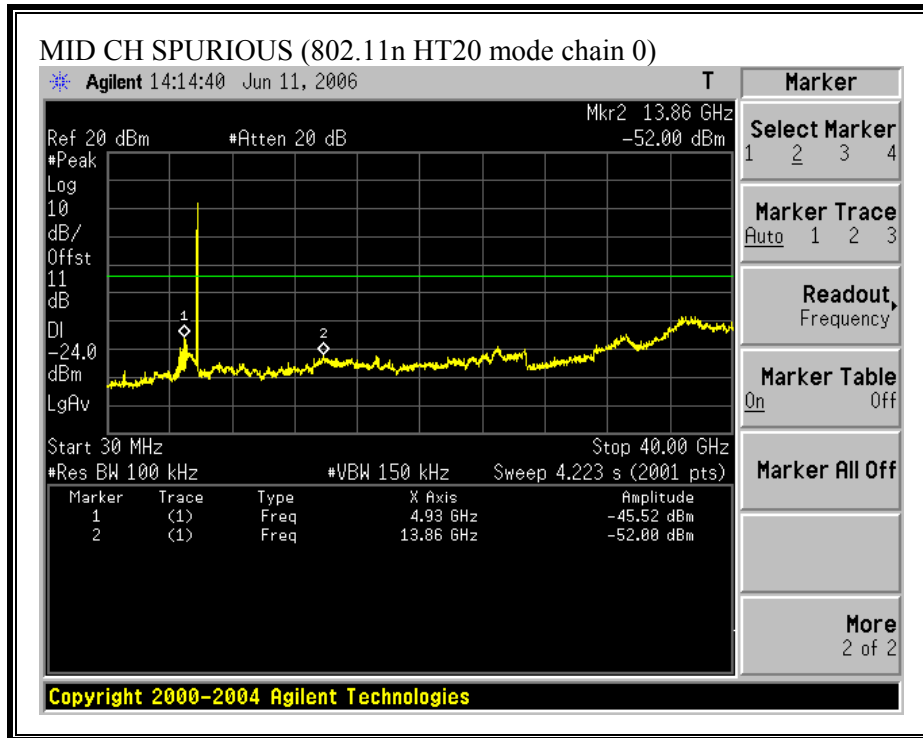 MID CH SPURIOUS (802.11n HT20 mode chain 0)
Agilent 14:14:40 Jun 11, 2006 T
Mkr2 13.86 GHz
Ref 20 dBm #Atten 20 dB -52.00 dBm
#Peak
Log
10
dB/
Offst
11
dB
DI
-24.0
dBm
LgAv
1
2
Start 30 MHz Stop 40.00 GHz
#Res BW 100 kHz #VBW 150 kHz Sweep 4.223 s (2001 pts)
Marker Trace Type X Axis Amplitude
1 (1) Freq 4.93 GHz -45.52 dBm
2 (1) Freq 13.86 GHz -52.00 dBm
Marker
Select Marker
1 2 3 4
Marker Trace
Auto 1 2 3
Readout
Frequency
Marker Table
On Off
Marker All Off
More
2 of 2
Copyright 2000-2004 Agilent Technologies